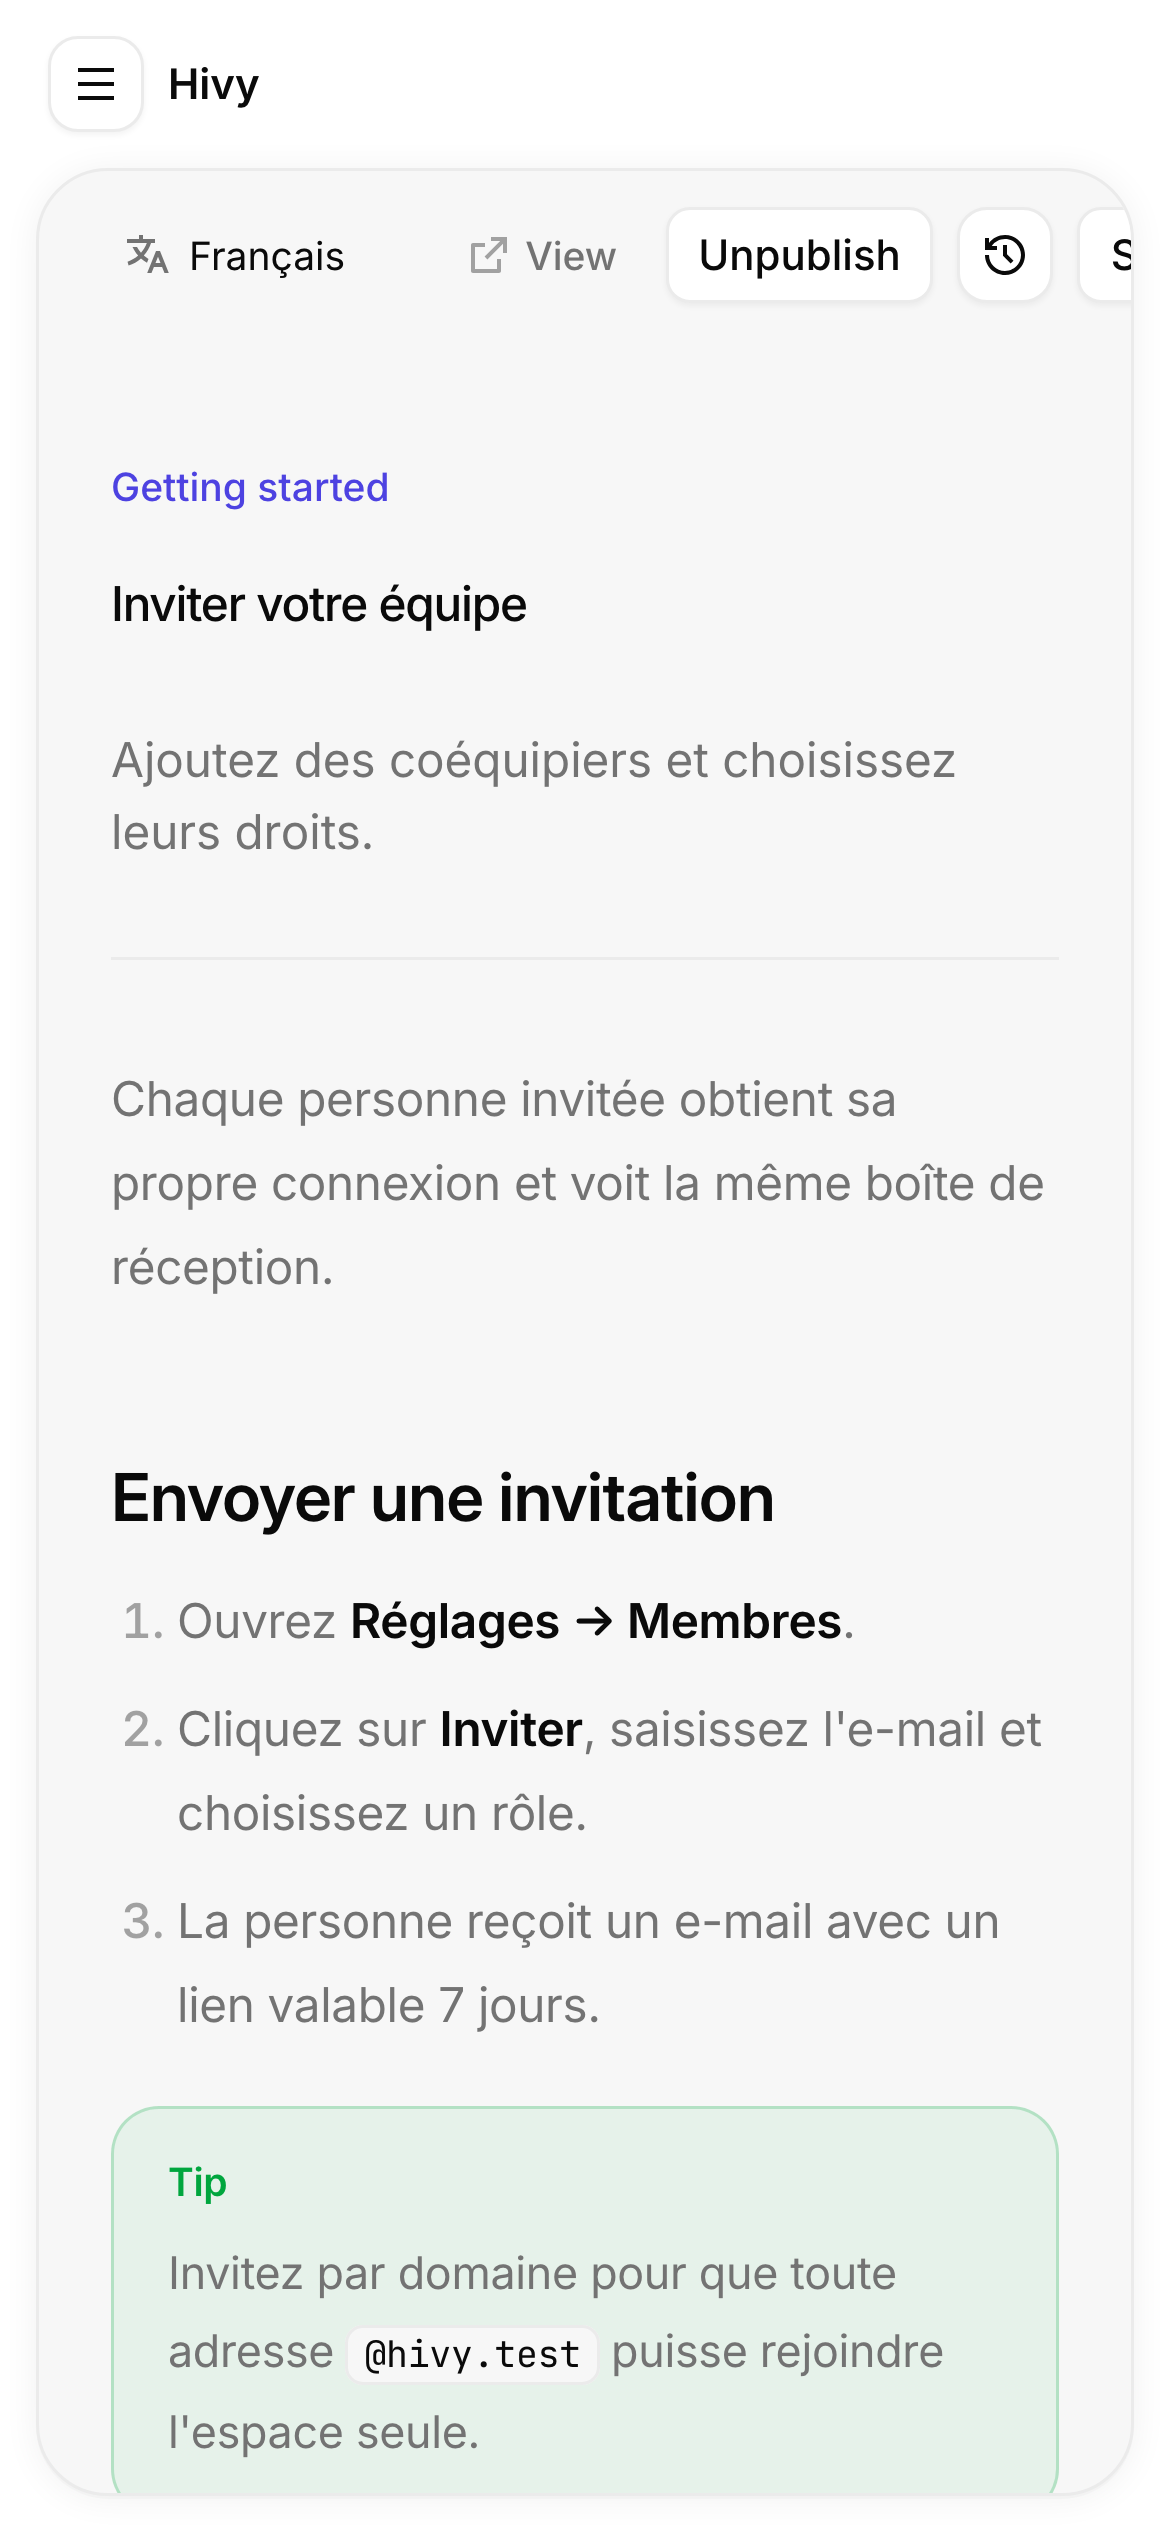 Hivy
Français
View
Unpublish
Getting started
Inviter votre équipe
Ajoutez des coéquipiers et choisissez
leurs droits.
Chaque personne invitée obtient sa
propre connexion et voit la même boîte de
réception.
Envoyer une invitation
1. Ouvrez Réglages → Membres.
2. Cliquez sur Inviter, saisissez l'e-mail et
choisissez un rôle.
3. La personne reçoit un e-mail avec un
lien valable 7 jours.
Tip
Invitez par domaine pour que toute
adresse @hivy.test puisse rejoindre
l'espace seule.